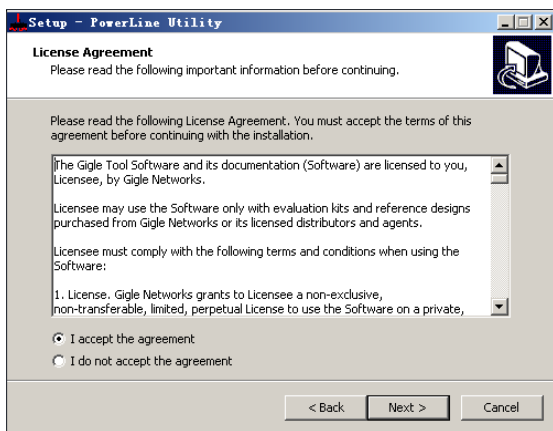 Setup - PowerLine Utility
License Agreement
Please read the following important information before continuing.
Please read the following License Agreement. You must accept the terms of this
agreement before continuing with the installation.
The Gigle Tool Software and its documentation (Software) are licensed to you,
Licensee, by Gigle Networks.
Licensee may use the Software only with evaluation kits and reference designs
purchased from Gigle Networks or its licensed distributors and agents.
Licensee must comply with the following terms and conditions when using the
Software:
1. License. Gigle Networks grants to Licensee a non-exclusive,
non-transferable, limited, perpetual License to use the Software on a private,
I accept the agreement
I do not accept the agreement
< Back Next > Cancel